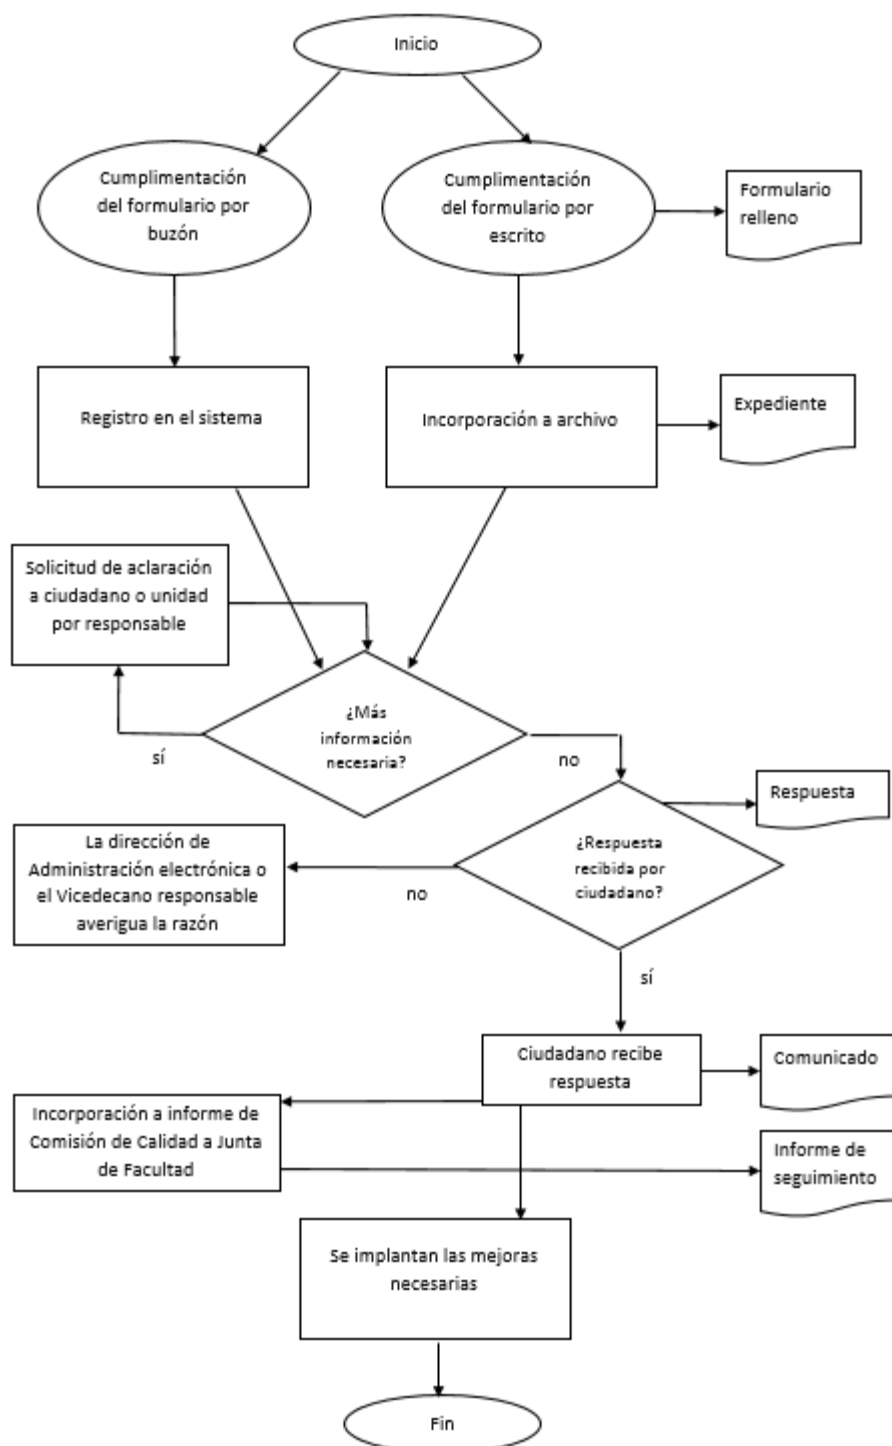 Inicio
Cumplimentación
del formulario por
buzón
Cumplimentación
del formulario por
escrito
Formulario
relleno
Registro en el sistema
Incorporación a archivo
Expediente
Solicitud de aclaración
a ciudadano o unidad
por responsable
¿Más
información
necesaria?
sí
no
Respuesta
La dirección de
Administración electrónica o
el Vicedecano responsable
averigua la razón
¿Respuesta
recibida por
ciudadano?
no
sí
Ciudadano recibe
respuesta
Comunicado
Incorporación a informe de
Comisión de Calidad a Junta
de Facultad
Informe de
seguimiento
Se implantan las mejoras
necesarias
Fin